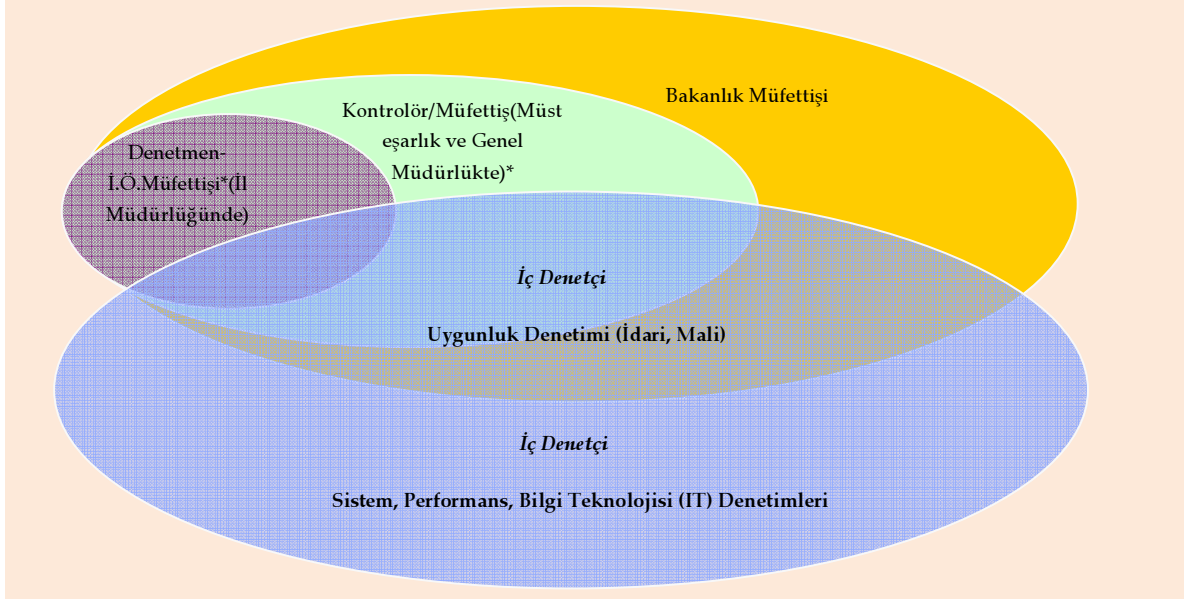 Bakanlık Müfettişi
Kontrolör/Müfettiş(Müst
eşarlık ve Genel
Müdürlükte)*
Denetmen-
İ.Ö.Müfettişi*(İl
Müdürlüğünde)
İç Denetçi
Uygunluk Denetimi (İdari, Mali)
İç Denetçi
Sistem, Performans, Bilgi Teknolojisi (IT) Denetimleri